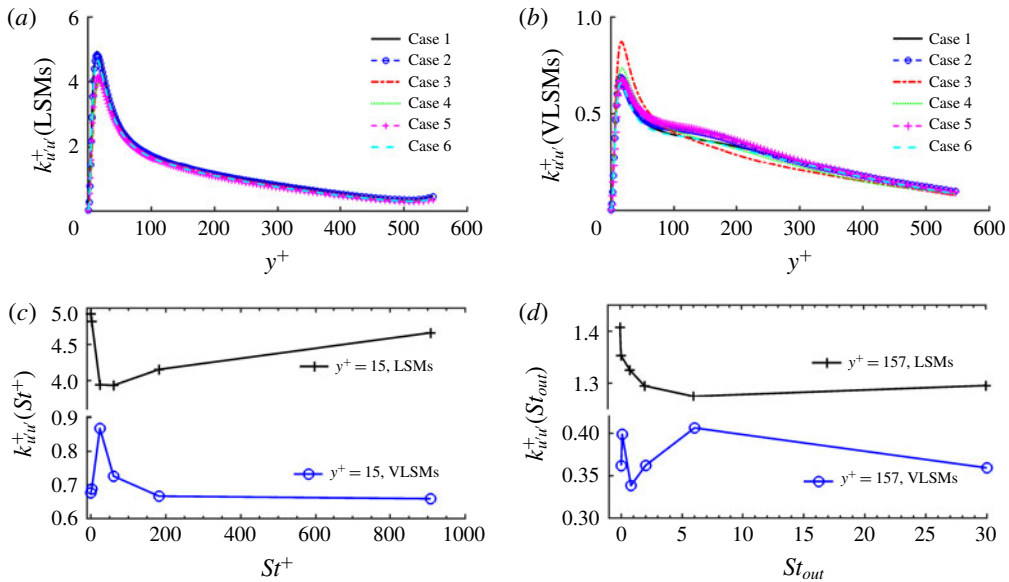 (a)
6
4
2
0
0 100 200 300 400 500 600
k⁺u′u′(LSMs)
y⁺
Case 1
Case 2
Case 3
Case 4
Case 5
Case 6
(b)
1.0
0.5
0
0 100 200 300 400 500 600
k⁺u′u′(VLSMs)
y⁺
Case 1
Case 2
Case 3
Case 4
Case 5
Case 6
(c)
5.0
4.5
4.0
0.9
0.8
0.7
0.6
0 200 400 600 800 1000
k⁺u′u′(St⁺)
St⁺
y⁺ = 15, LSMs
y⁺ = 15, VLSMs
(d)
1.4
1.3
0.40
0.35
0.30
0 5 10 15 20 25 30
k⁺u′u′(Stout)
Stout
y⁺ = 157, LSMs
y⁺ = 157, VLSMs